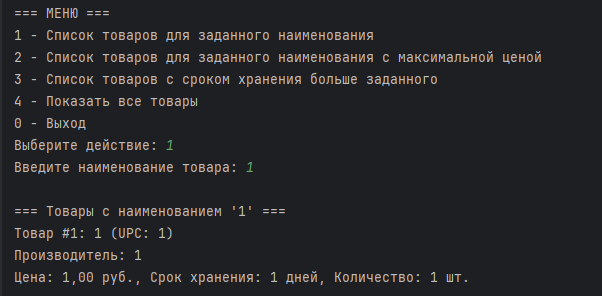 === МЕНЮ ===
1 - Список товаров для заданного наименования
2 - Список товаров для заданного наименования с максимальной ценой
3 - Список товаров с сроком хранения больше заданного
4 - Показать все товары
0 - Выход
Выберите действие: 1
Введите наименование товара: 1
=== Товары с наименованием '1' ===
Товар #1: 1 (UPC: 1)
Производитель: 1
Цена: 1,00 руб., Срок хранения: 1 дней, Количество: 1 шт.